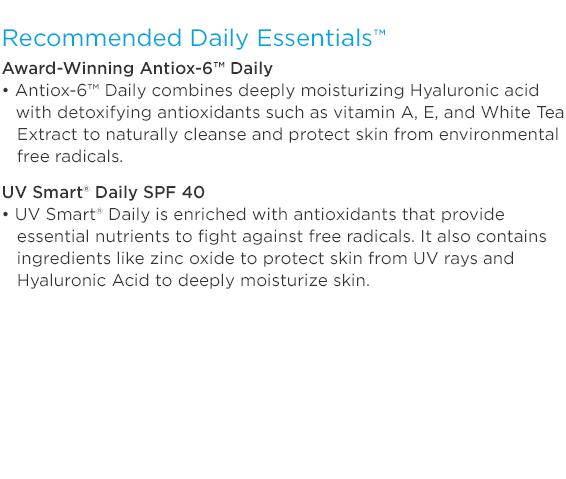 Recommended Daily Essentials™
Award-Winning Antiox-6™ Daily
• Antiox-6™ Daily combines deeply moisturizing Hyaluronic acid
with detoxifying antioxidants such as vitamin A, E, and White Tea
Extract to naturally cleanse and protect skin from environmental
free radicals.
UV Smart® Daily SPF 40
• UV Smart® Daily is enriched with antioxidants that provide
essential nutrients to fight against free radicals. It also contains
ingredients like zinc oxide to protect skin from UV rays and
Hyaluronic Acid to deeply moisturize skin.